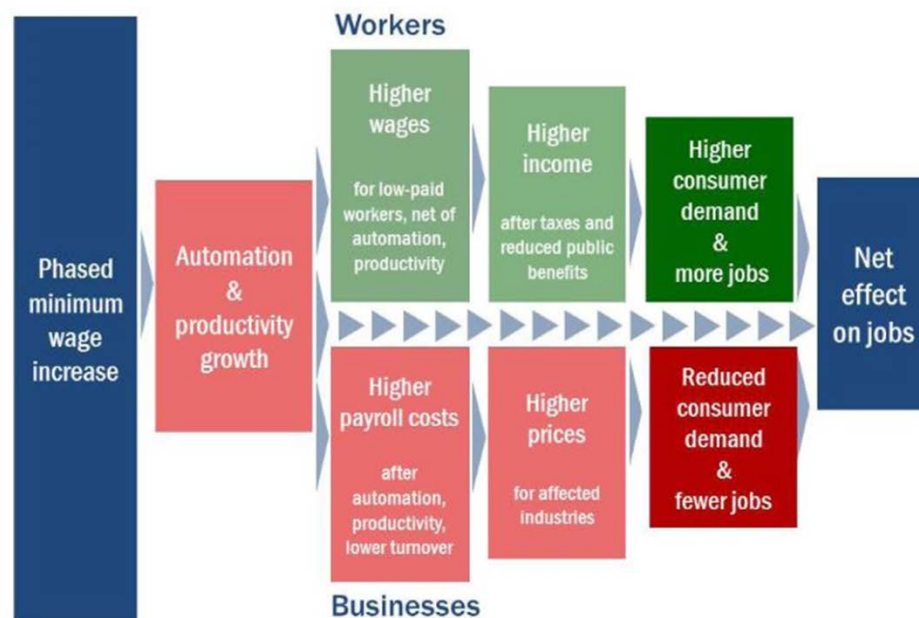 Workers
Phased
minimum
wage
increase
Automation
&
productivity
growth
Higher
wages
for low-paid
workers, net of
automation,
productivity
Higher
income
after taxes and
reduced public
benefits
Higher
consumer
demand
&
more jobs
Higher
payroll costs
after
automation,
productivity,
lower turnover
Higher
prices
for affected
industries
Reduced
consumer
demand
&
fewer jobs
Net
effect
on jobs
Businesses